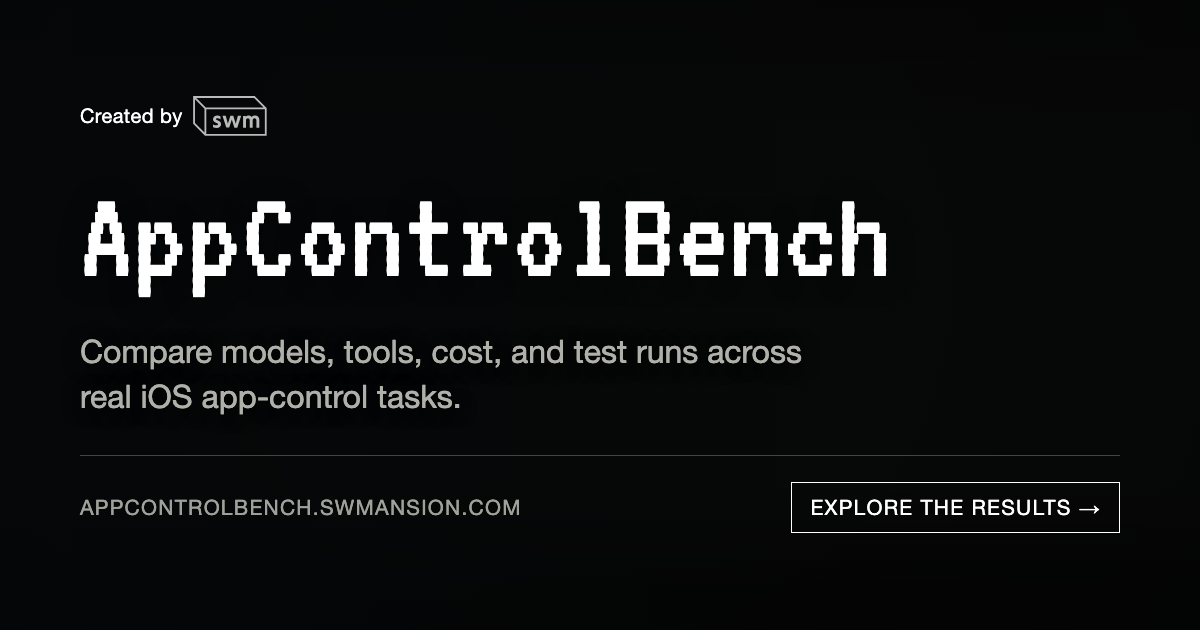 Created by swm
AppControlBench
Compare models, tools, cost, and test runs across
real iOS app-control tasks.
APPCONTROLBENCH.SWMANSION.COM
EXPLORE THE RESULTS →